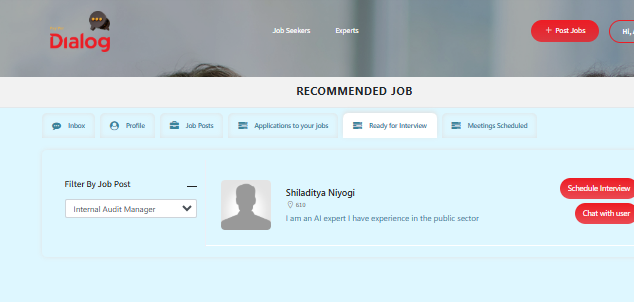 Dialog
Job Seekers
Experts
+ Post Jobs
Hi,
RECOMMENDED JOB
Inbox
Profile
Job Posts
Applications to your jobs
Ready for Interview
Meetings Scheduled
Filter By Job Post
Internal Audit Manager
Shiladitya Niyogi
610
I am an AI expert I have experience in the public sector
Schedule Interview
Chat with user